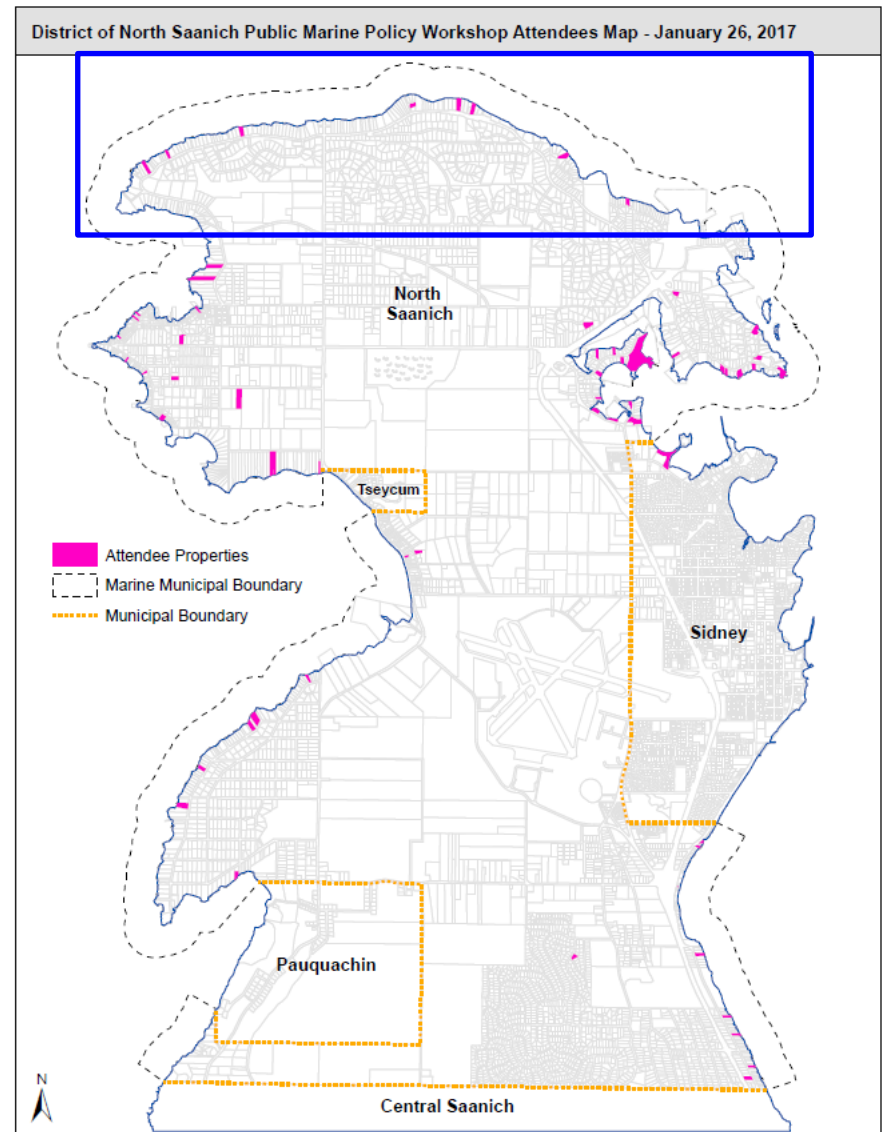 District of North Saanich Public Marine Policy Workshop Attendees Map - January 26, 2017
North
Saanich
Tseycum
Attendee Properties
Marine Municipal Boundary
Municipal Boundary
Sidney
Pauquachin
Central Saanich
N